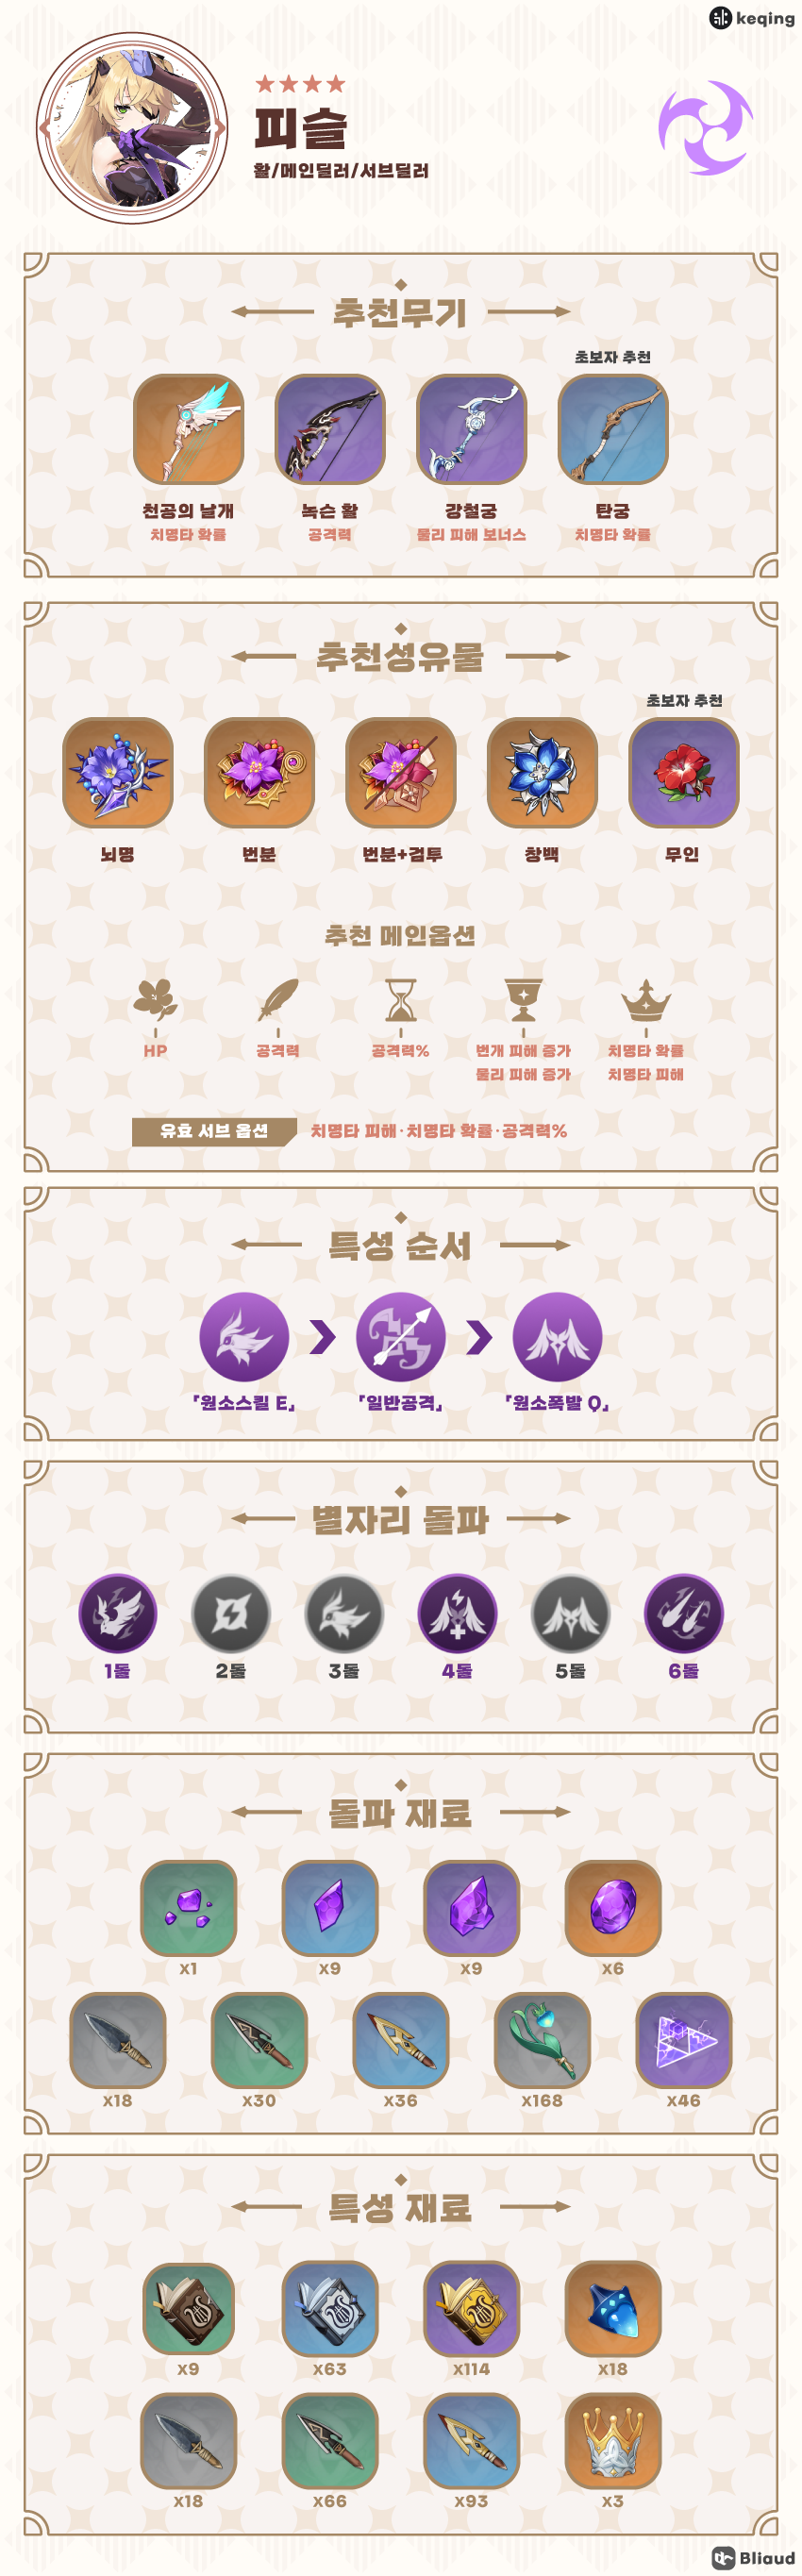 keqing
피슬
활/메인딜러/서브딜러
추천무기
초보자 추천
천공의 날개 녹슨 활 강철궁 탄궁
치명타 확률 공격력 물리 피해 보너스 치명타 확률
추천성유물
초보자 추천
뇌명 번분 번분+검투 창백 무인
추천 메인옵션
HP 공격력 공격력% 번개 피해 증가 치명타 확률
물리 피해 증가 치명타 피해
유효 서브 옵션 치명타 피해·치명타 확률·공격력%
특성 순서
「원소스킬 E」 「일반공격」 「원소폭발 Q」
별자리 돌파
1돌 2돌 3돌 4돌 5돌 6돌
돌파 재료
x1 x9 x9 x6
x18 x30 x36 x168 x46
특성 재료
x9 x63 x114 x18
x18 x66 x93 x3
Bliaud